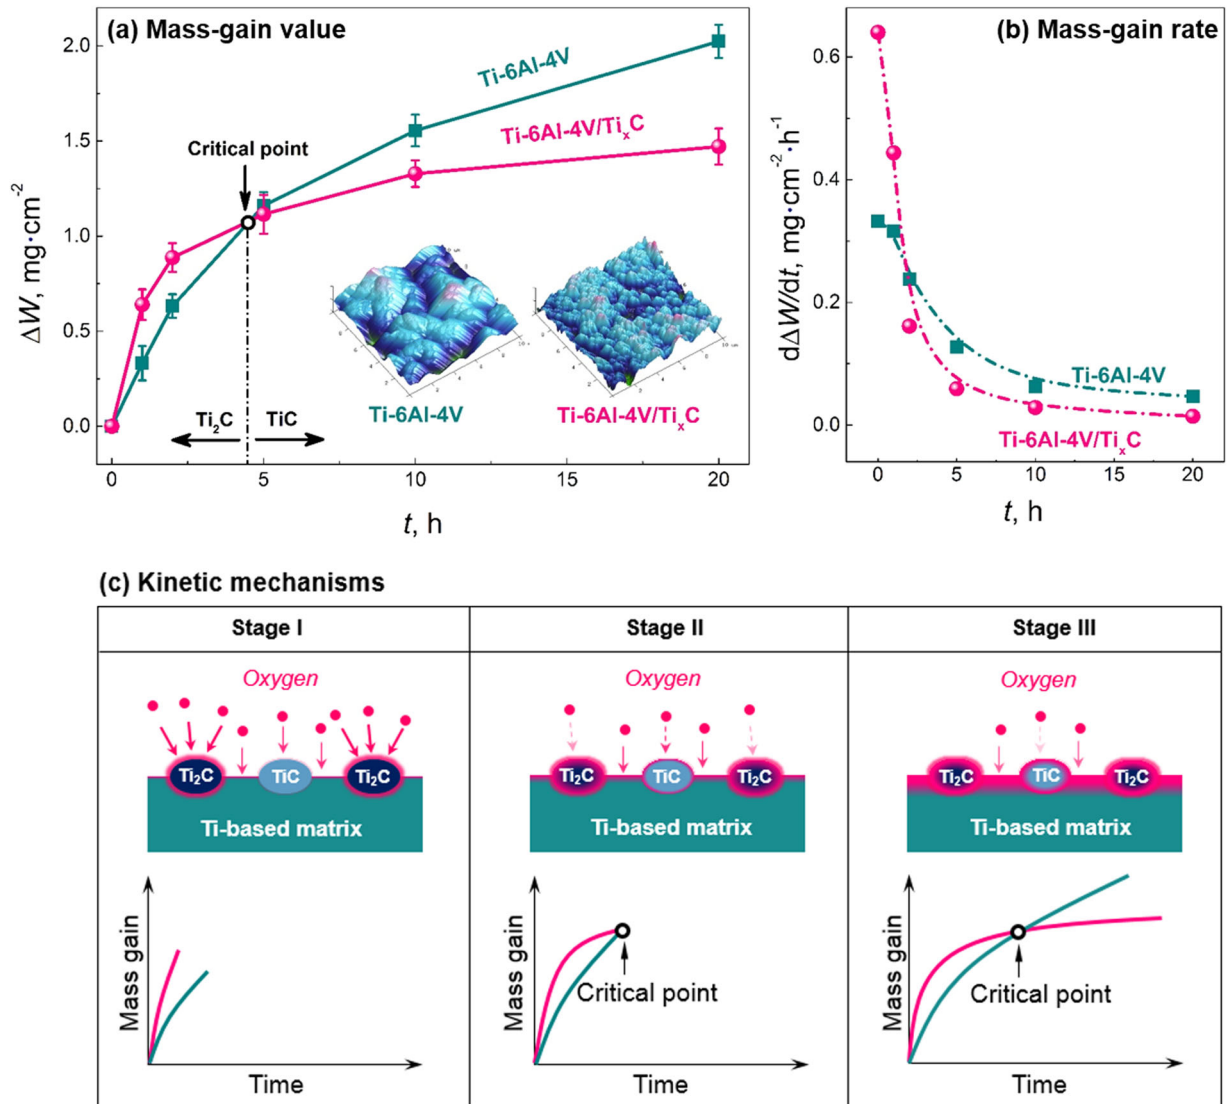 (a) Mass-gain value
ΔW, mg·cm⁻²
2.0
1.5
1.0
0.5
0.0
Ti-6Al-4V
Ti-6Al-4V/TiₓC
Critical point
Ti₂C
TiC
Ti-6Al-4V
Ti-6Al-4V/TiₓC
0
5
10
15
20
t, h
(b) Mass-gain rate
dΔW/dt, mg·cm⁻²·h⁻¹
0.6
0.4
0.2
0.0
Ti-6Al-4V
Ti-6Al-4V/TiₓC
0
5
10
15
20
t, h
(c) Kinetic mechanisms
Stage I
Oxygen
Ti₂C
TiC
Ti₂C
Ti-based matrix
Mass gain
Time
Stage II
Oxygen
Ti₂C
TiC
Ti₂C
Ti-based matrix
Mass gain
Critical point
Time
Stage III
Oxygen
Ti₂C
TiC
Ti₂C
Ti-based matrix
Mass gain
Critical point
Time